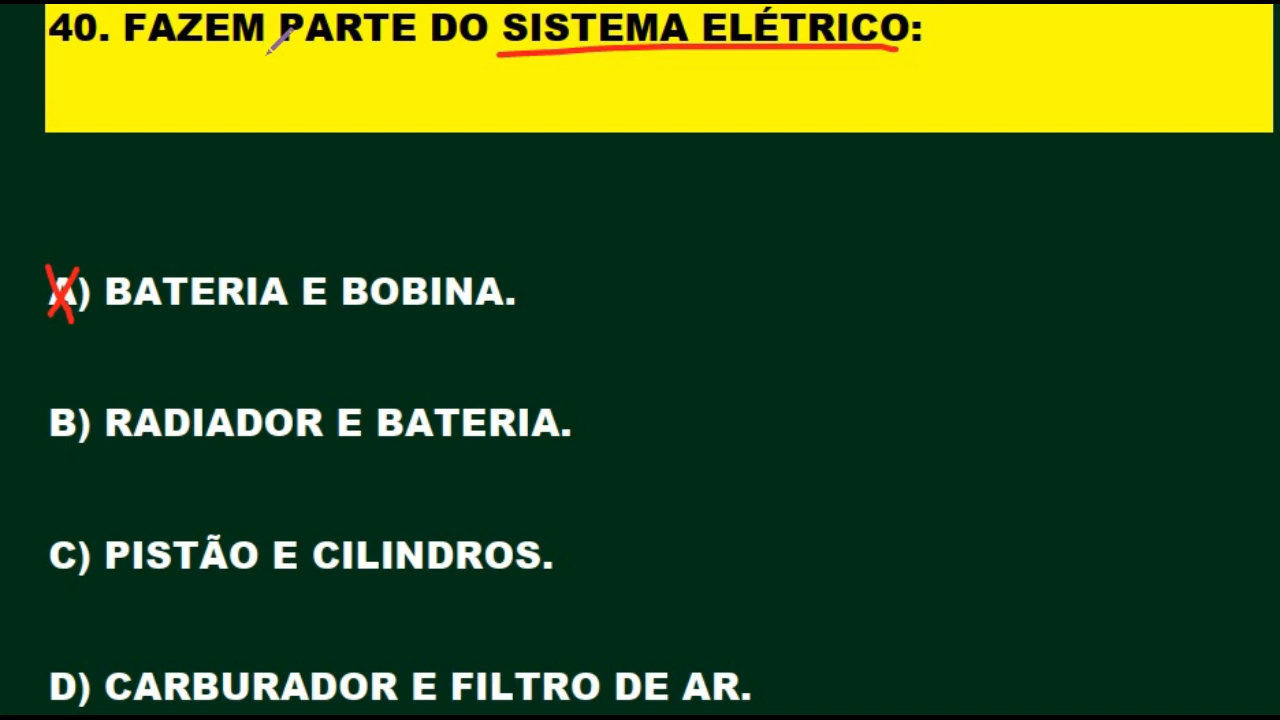 40. FAZEM PARTE DO SISTEMA ELÉTRICO:
A) BATERIA E BOBINA.
B) RADIADOR E BATERIA.
C) PISTÃO E CILINDROS.
D) CARBURADOR E FILTRO DE AR.